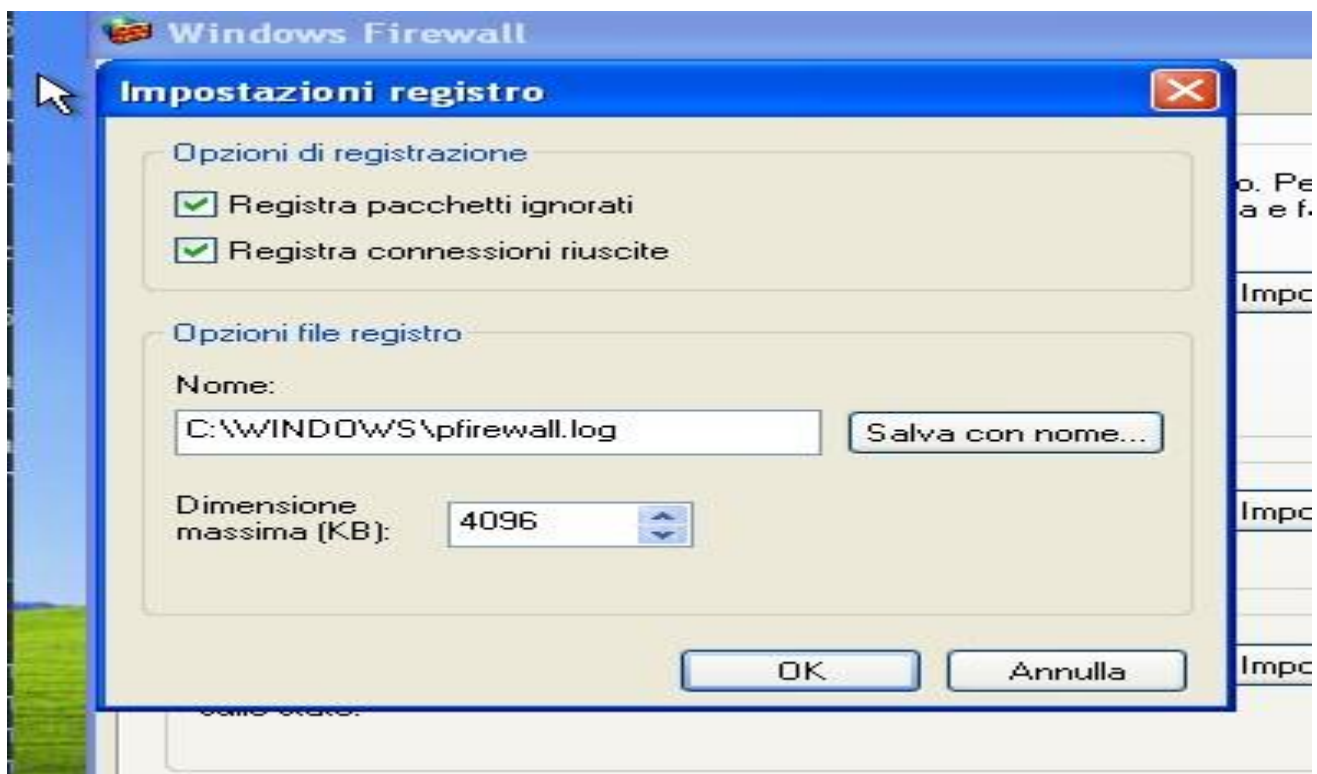 Windows Firewall
Impostazioni registro
Opzioni di registrazione
Registra pacchetti ignorati
Registra connessioni riuscite
o. Pe
a e f
Impo
Opzioni file registro
Nome:
C:\WINDOWS\pfirewall.log
Salva con nome...
Dimensione
massima (KB):
4096
Impo
OK
Annulla
Impo